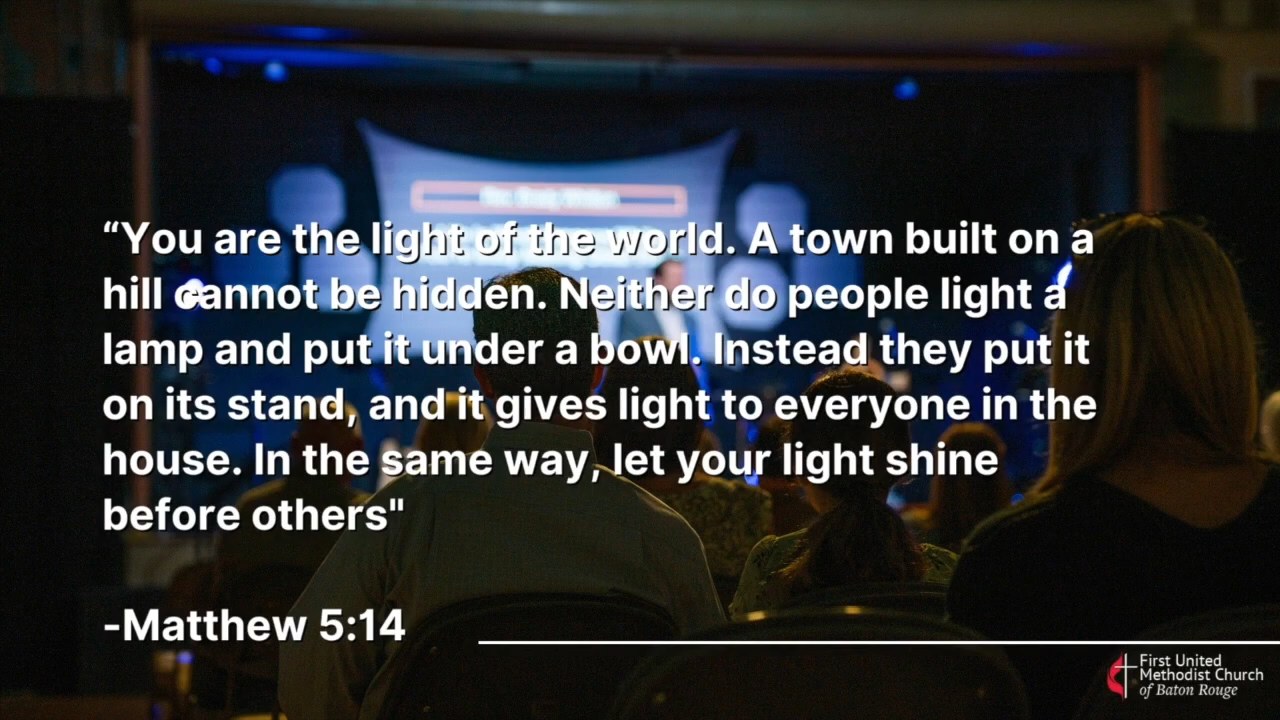 “You are the light of the world. A town built on a
hill cannot be hidden. Neither do people light a
lamp and put it under a bowl. Instead they put it
on its stand, and it gives light to everyone in the
house. In the same way, let your light shine
before others"
-Matthew 5:14
First United
Methodist Church
of Baton Rouge